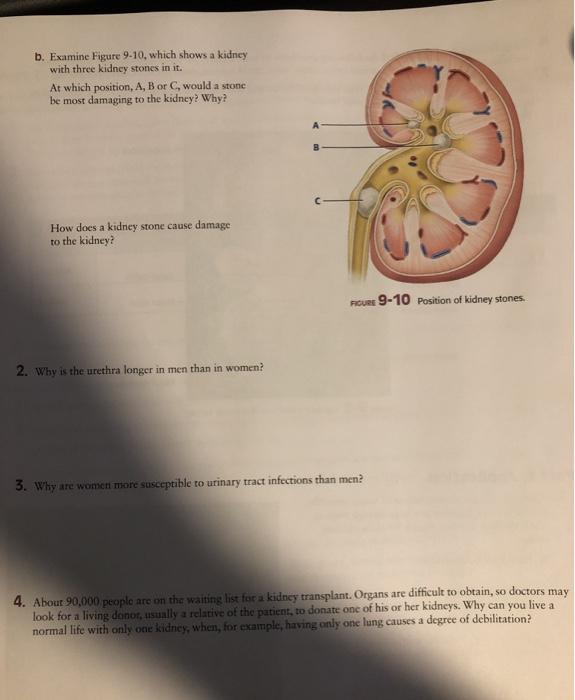 b. Examine Figure 9-10, which shows a kidney
with three kidney stones in it.
At which position, A, B or C, would a stone
be most damaging to the kidney? Why?
A
B
C
How does a kidney stone cause damage
to the kidney?
FIGURE 9-10 Position of kidney stones.
2. Why is the urethra longer in men than in women?
3. Why are women more susceptible to urinary tract infections than men?
4. About 90,000 people are on the waiting list for a kidney transplant. Organs are difficult to obtain, so doctors may
look for a living donor, usually a relative of the patient, to donate one of his or her kidneys. Why can you live a
normal life with only one kidney, when, for example, having only one lung causes a degree of debilitation?